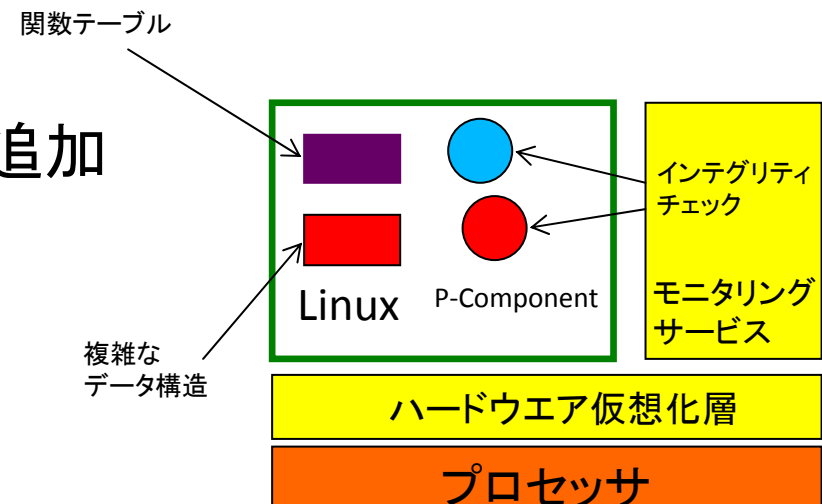 関数テーブル
追加
インテグリティ
チェック
Linux
P-Component
モニタリング
サービス
複雑な
データ構造
ハードウエア仮想化層
プロセッサ